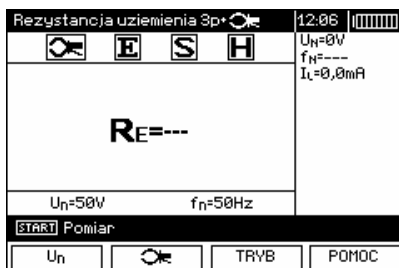 Rezystancja uziemienia 3p+
12:06
E S H
UN=0V
fN=---
IL=0,0mA
RE=---
Un=50V fn=50Hz
START Pomiar
Un TRYB POMOC